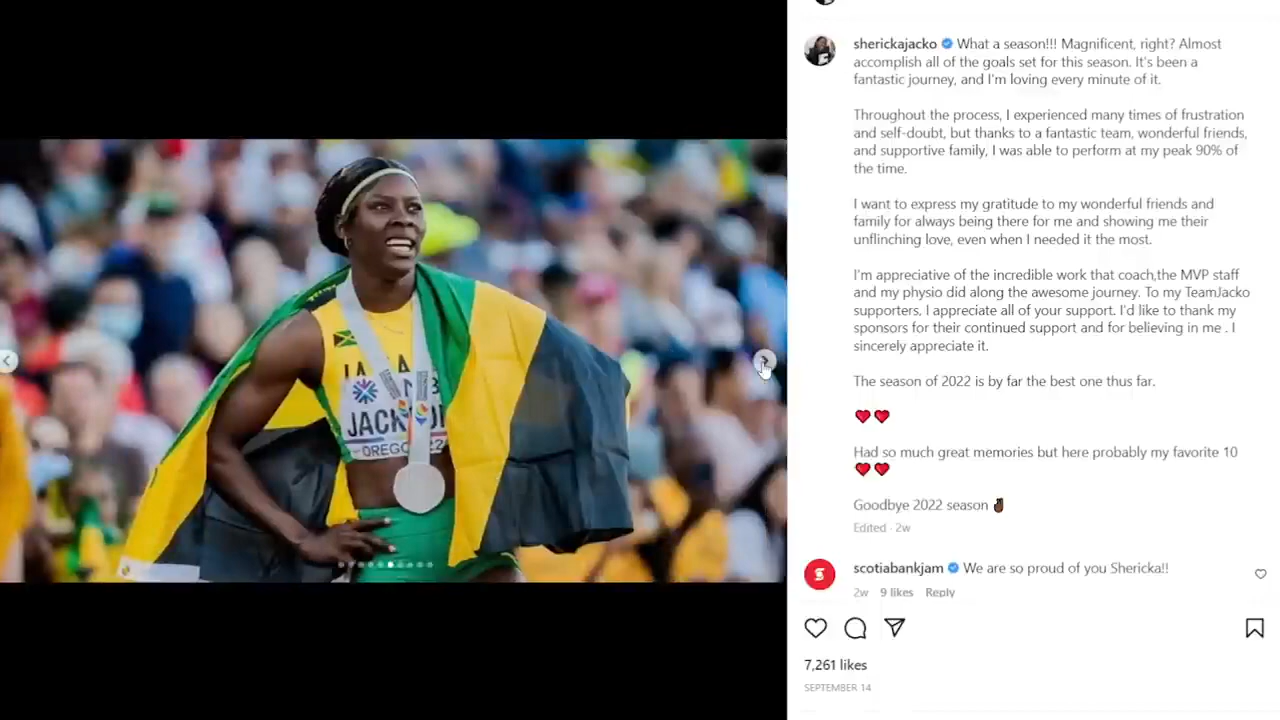 sherickajacko What a season!!! Magnificent, right? Almost
accomplish all of the goals set for this season. It's been a
fantastic journey, and I'm loving every minute of it.
Throughout the process, I experienced many times of frustration
and self-doubt, but thanks to a fantastic team, wonderful friends,
and supportive family, I was able to perform at my peak 90% of
the time.
I want to express my gratitude to my wonderful friends and
family for always being there for me and showing me their
unflinching love, even when I needed it the most.
I'm appreciative of the incredible work that coach,the MVP staff
and my physio did along the awesome journey. To my TeamJacko
supporters, I appreciate all of your support. I'd like to thank my
sponsors for their continued support and for believing in me . I
sincerely appreciate it.
The season of 2022 is by far the best one thus far.
❤️❤️
Had so much great memories but here probably my favorite 10
❤️❤️
Goodbye 2022 season ✌🏿
Edited · 2w
scotiabankjam We are so proud of you Shericka!!
2w 9 likes Reply
7,261 likes
SEPTEMBER 14